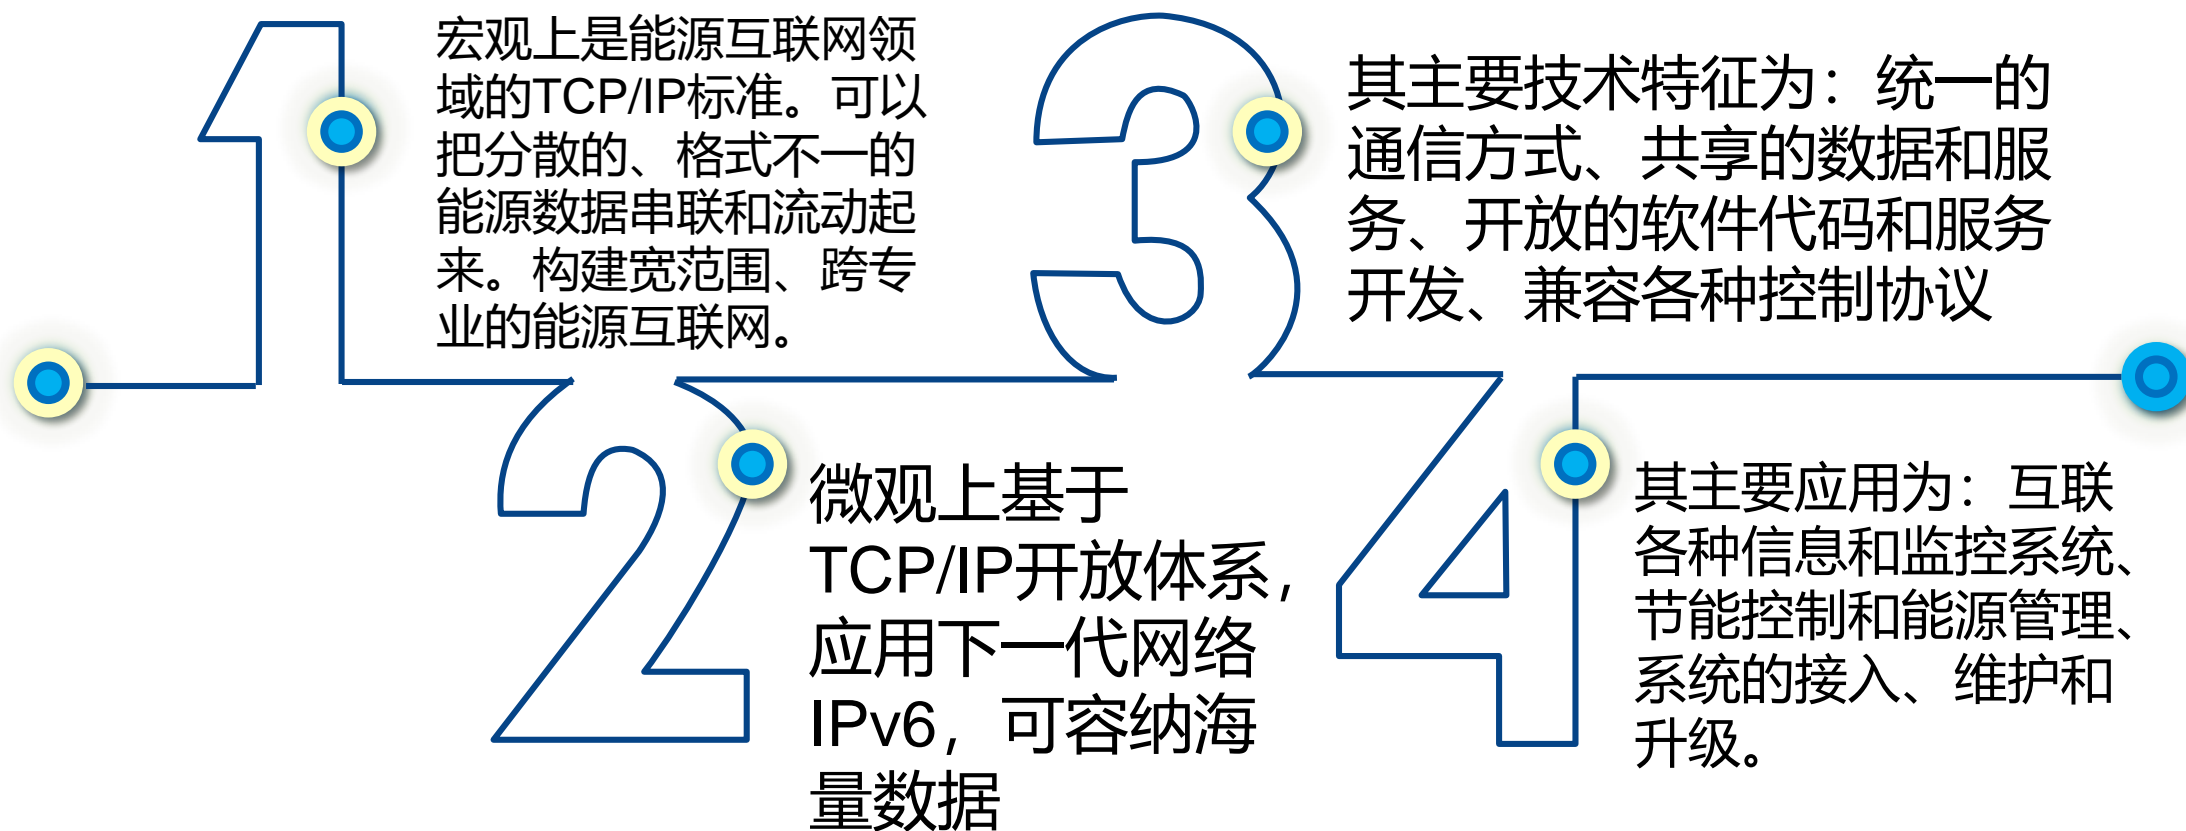 1
宏观上是能源互联网领
域的TCP/IP标准。可以
把分散的、格式不一的
能源数据串联和流动起
来。构建宽范围、跨专
业的能源互联网。
2
微观上基于
TCP/IP开放体系，
应用下一代网络
IPv6，可容纳海
量数据
3
其主要技术特征为：统一的
通信方式、共享的数据和服
务、开放的软件代码和服务
开发、兼容各种控制协议
4
其主要应用为：互联
各种信息和监控系统、
节能控制和能源管理、
系统的接入、维护和
升级。